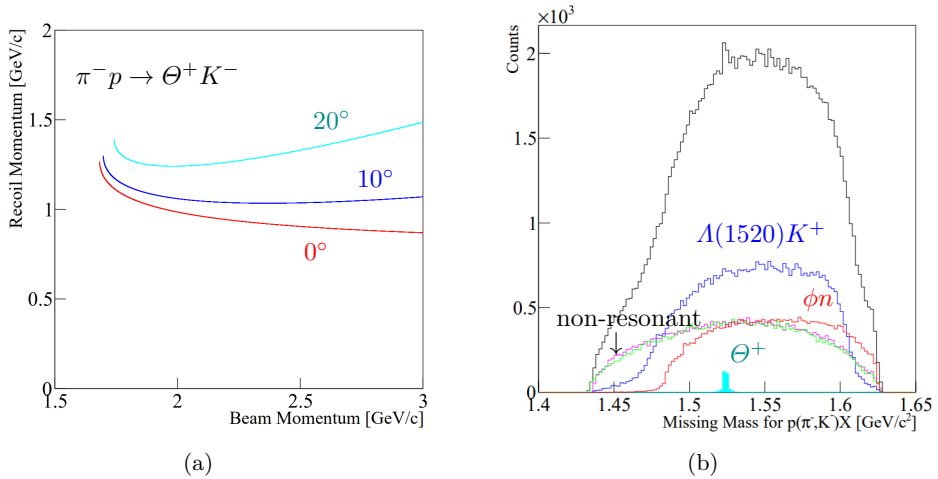 Recoil Momentum [GeV/c]
2
1.5
1
0.5
0
π⁻p → Θ⁺K⁻
20°
10°
0°
1.5
2
2.5
3
Beam Momentum [GeV/c]
(a)
×10³
Counts
2
1.5
1
0.5
0
Λ(1520)K⁺
ϕn
non-resonant
Θ⁺
1.4
1.45
1.5
1.55
1.6
1.65
Missing Mass for p(π⁻,K⁻)X [GeV/c²]
(b)